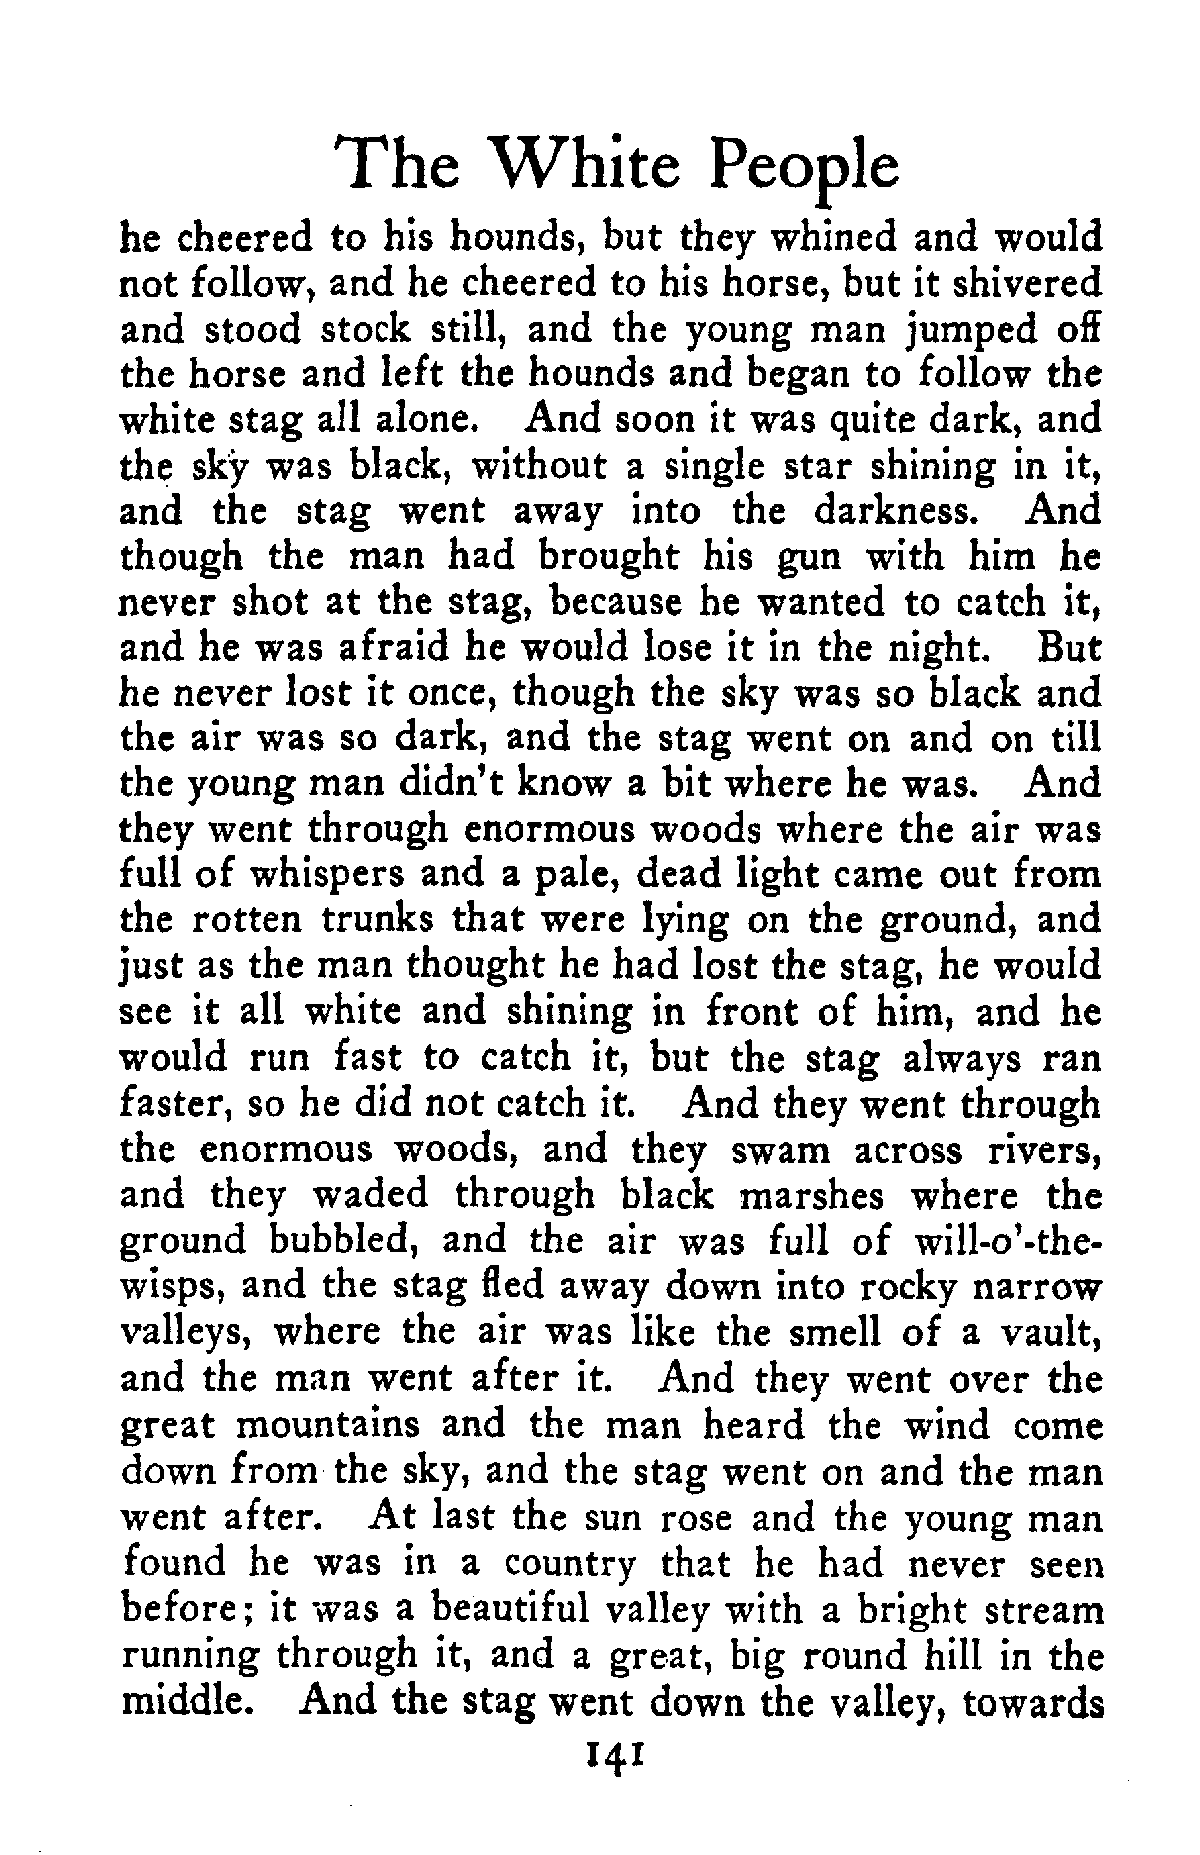 The White People
he cheered to his hounds, but they whined and would
not follow, and he cheered to his horse, but it shivered
and stood stock still, and the young man jumped off
the horse and left the hounds and began to follow the
white stag all alone. And soon it was quite dark, and
the sky was black, without a single star shining in it,
and the stag went away into the darkness. And
though the man had brought his gun with him he
never shot at the stag, because he wanted to catch it,
and he was afraid he would lose it in the night. But
he never lost it once, though the sky was so black and
the air was so dark, and the stag went on and on till
the young man didn't know a bit where he was. And
they went through enormous woods where the air was
full of whispers and a pale, dead light came out from
the rotten trunks that were lying on the ground, and
just as the man thought he had lost the stag, he would
see it all white and shining in front of him, and he
would run fast to catch it, but the stag always ran
faster, so he did not catch it. And they went through
the enormous woods, and they swam across rivers,
and they waded through black marshes where the
ground bubbled, and the air was full of will-o'-the-
wisps, and the stag fled away down into rocky narrow
valleys, where the air was like the smell of a vault,
and the man went after it. And they went over the
great mountains and the man heard the wind come
down from the sky, and the stag went on and the man
went after. At last the sun rose and the young man
found he was in a country that he had never seen
before; it was a beautiful valley with a bright stream
running through it, and a great, big round hill in the
middle. And the stag went down the valley, towards
141